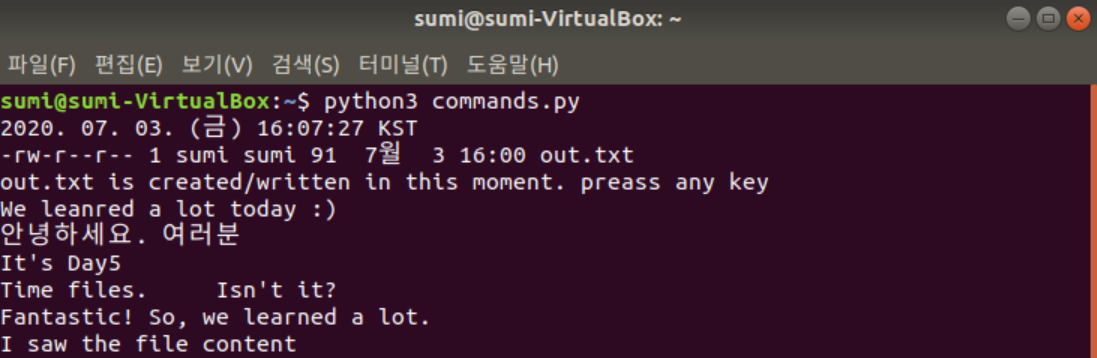 sumi@sumi-VirtualBox: ~
파일(F) 편집(E) 보기(V) 검색(S) 터미널(T) 도움말(H)
sumi@sumi-VirtualBox:~$ python3 commands.py
2020. 07. 03. (금) 16:07:27 KST
-rw-r--r-- 1 sumi sumi 91  7월  3 16:00 out.txt
out.txt is created/written in this moment. preass any key
We leanred a lot today :)
안녕하세요. 여러분
It's Day5
Time files.     Isn't it?
Fantastic! So, we learned a lot.
I saw the file content